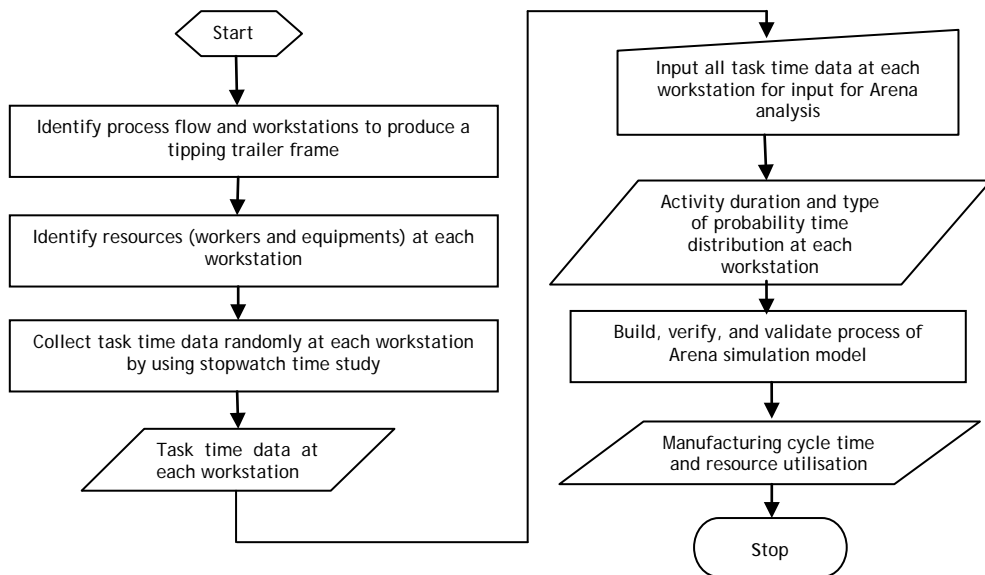 Start
Identify process flow and workstations to produce a
tipping trailer frame
Identify resources (workers and equipments) at each
workstation
Collect task time data randomly at each workstation
by using stopwatch time study
Task time data at
each workstation
Input all task time data at each
workstation for input for Arena
analysis
Activity duration and type
of probability time
distribution at each
workstation
Build, verify, and validate process of
Arena simulation model
Manufacturing cycle time
and resource utilisation
Stop